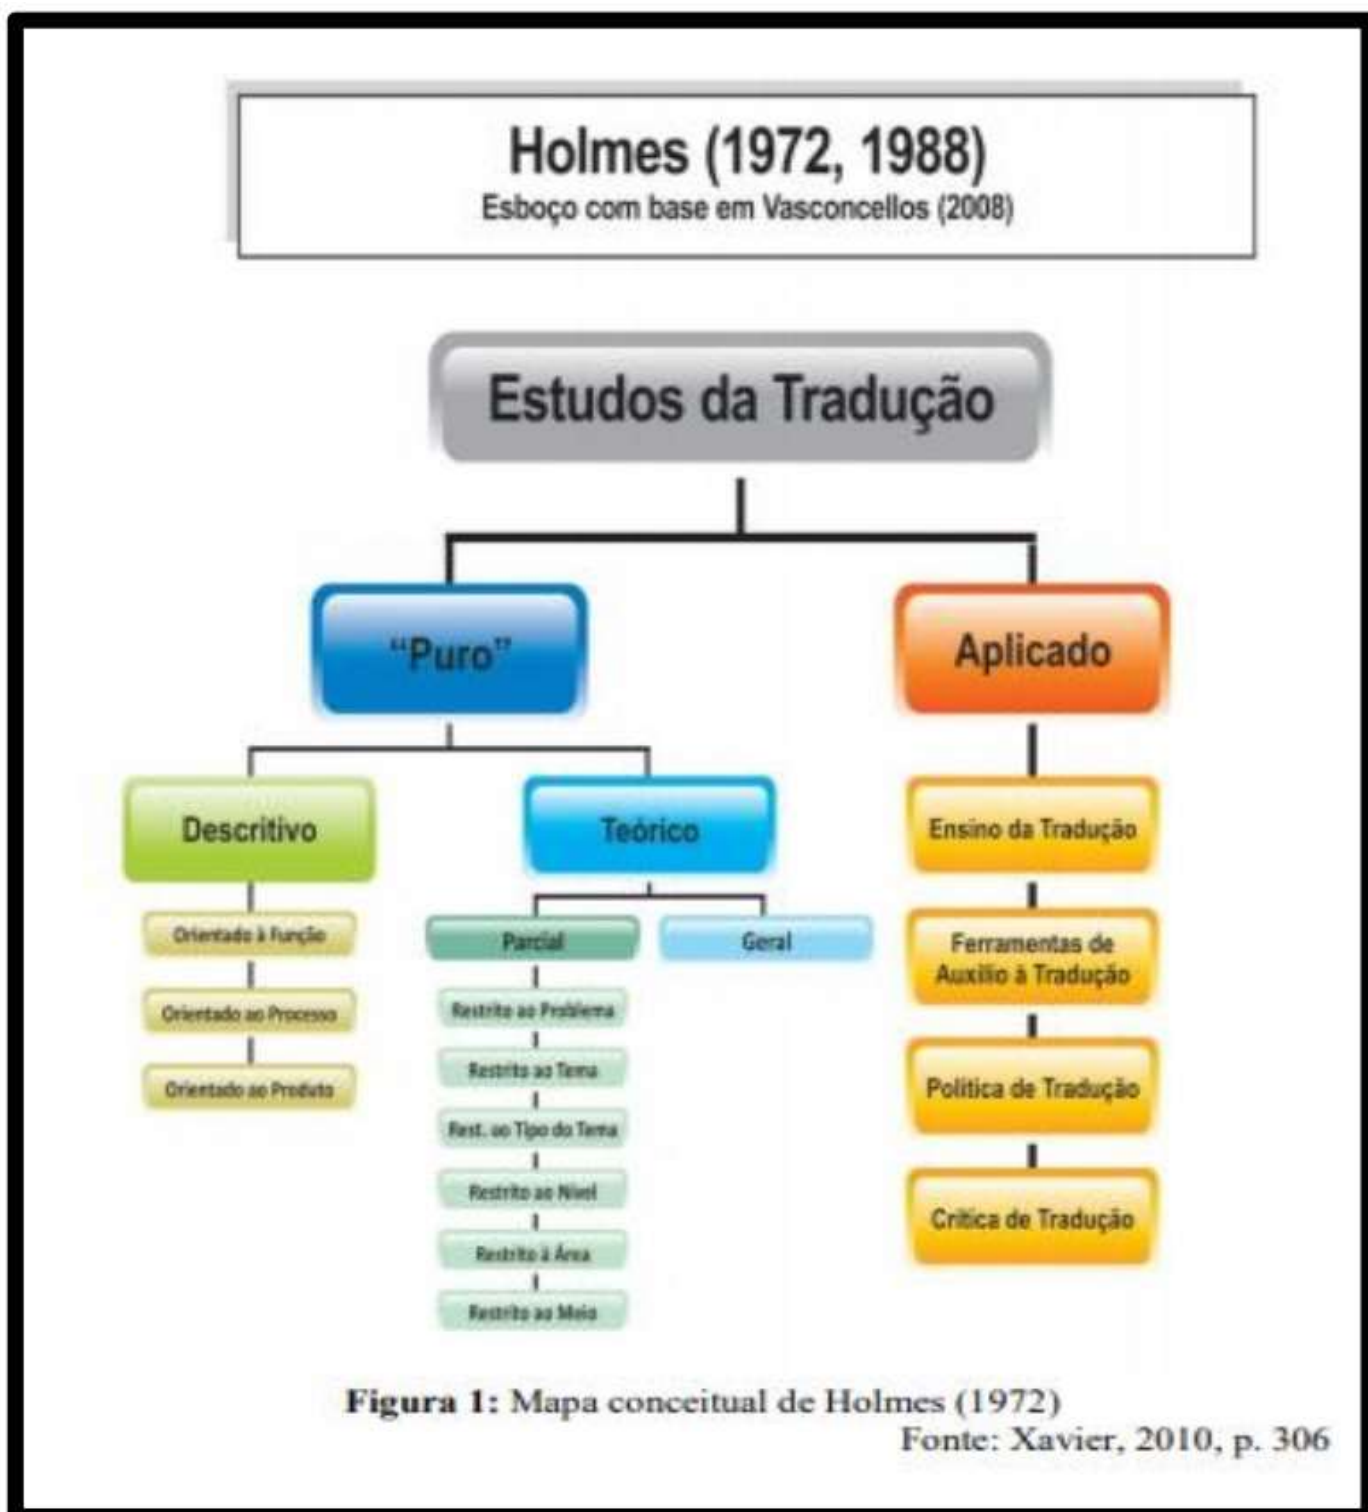 Holmes (1972, 1988)
Esboço com base em Vasconcellos (2008)
Estudos da Tradução
“Puro”
Aplicado
Descritivo
Teórico
Ensino da Tradução
Orientado à Função
Parcial
Geral
Ferramentas de
Auxílio à Tradução
Orientado ao Processo
Restrito ao Problema
Orientado ao Produto
Restrito ao Tema
Política de Tradução
Rest. ao Tipo do Tema
Restrito ao Nível
Crítica de Tradução
Restrito à Área
Restrito ao Meio
Figura 1: Mapa conceitual de Holmes (1972)
Fonte: Xavier, 2010, p. 306